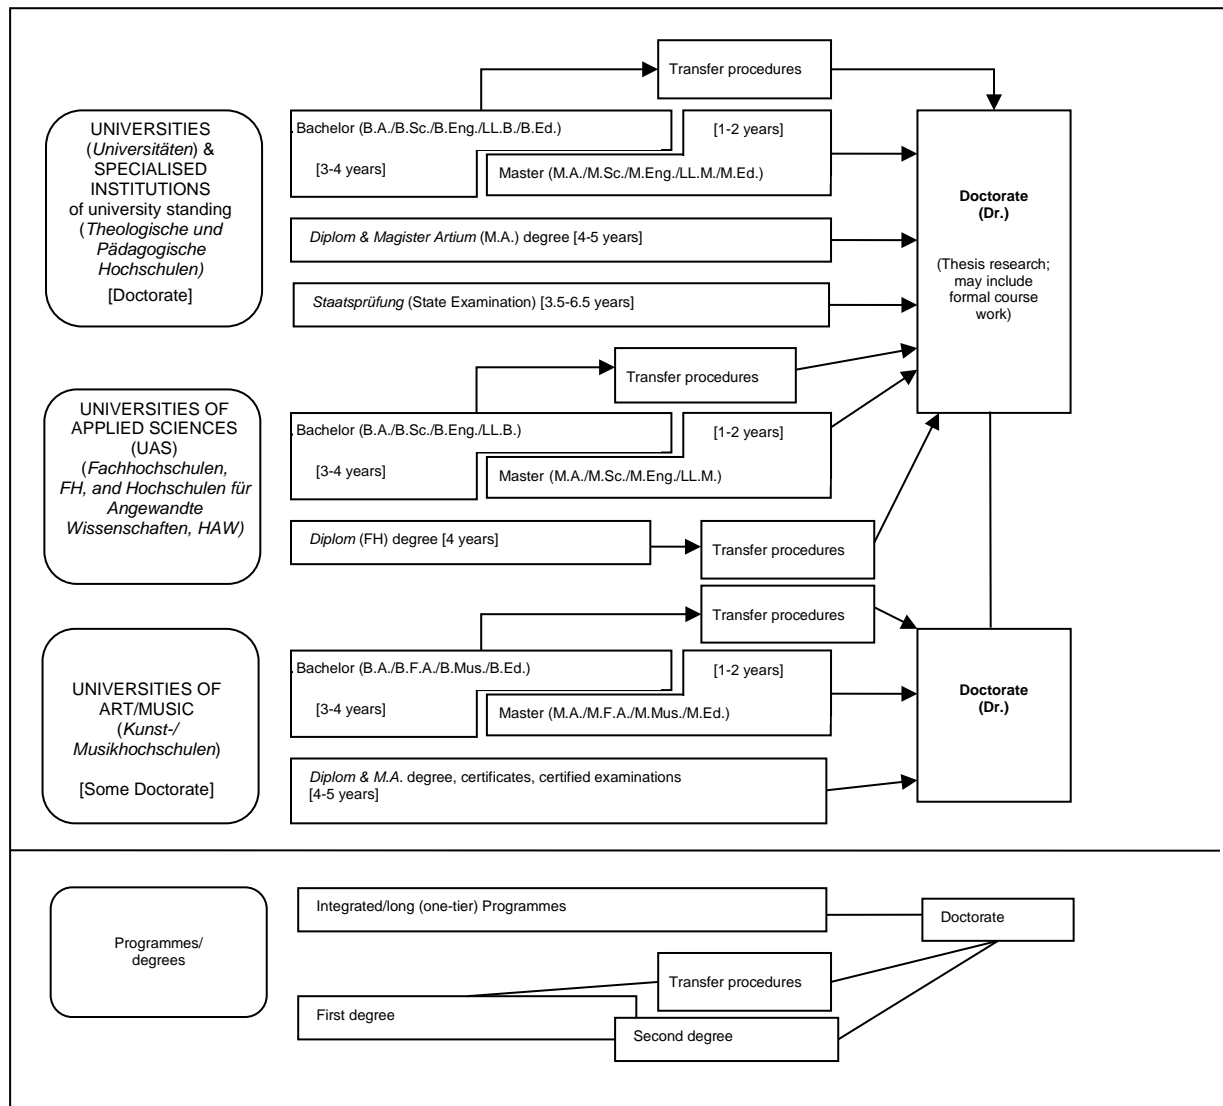 Transfer procedures
UNIVERSITIES
(Universitäten) &
SPECIALISED
INSTITUTIONS
of university standing
(Theologische und
Pädagogische
Hochschulen)
[Doctorate]
. Bachelor (B.A./B.Sc./B.Eng./LL.B./B.Ed.)
[3-4 years]
[1-2 years]
Master (M.A./M.Sc./M.Eng./LL.M./M.Ed.)
Diplom & Magister Artium (M.A.) degree [4-5 years]
Staatsprüfung (State Examination) [3.5-6.5 years]
Doctorate
(Dr.)
(Thesis research;
may include
formal course
work)
Transfer procedures
UNIVERSITIES OF
APPLIED SCIENCES
(UAS)
(Fachhochschulen,
FH, and Hochschulen für
Angewandte
Wissenschaften, HAW)
. Bachelor (B.A./B.Sc./B.Eng./LL.B.)
[3-4 years]
[1-2 years]
Master (M.A./M.Sc./M.Eng./LL.M.)
Diplom (FH) degree [4 years]
Transfer procedures
Transfer procedures
UNIVERSITIES OF
ART/MUSIC
(Kunst-/
Musikhochschulen)
[Some Doctorate]
. Bachelor (B.A./B.F.A./B.Mus./B.Ed.)
[3-4 years]
[1-2 years]
Master (M.A./M.F.A./M.Mus./M.Ed.)
Diplom & M.A. degree, certificates, certified examinations
[4-5 years]
Doctorate
(Dr.)
Programmes/
degrees
Integrated/long (one-tier) Programmes
Doctorate
Transfer procedures
First degree
Second degree